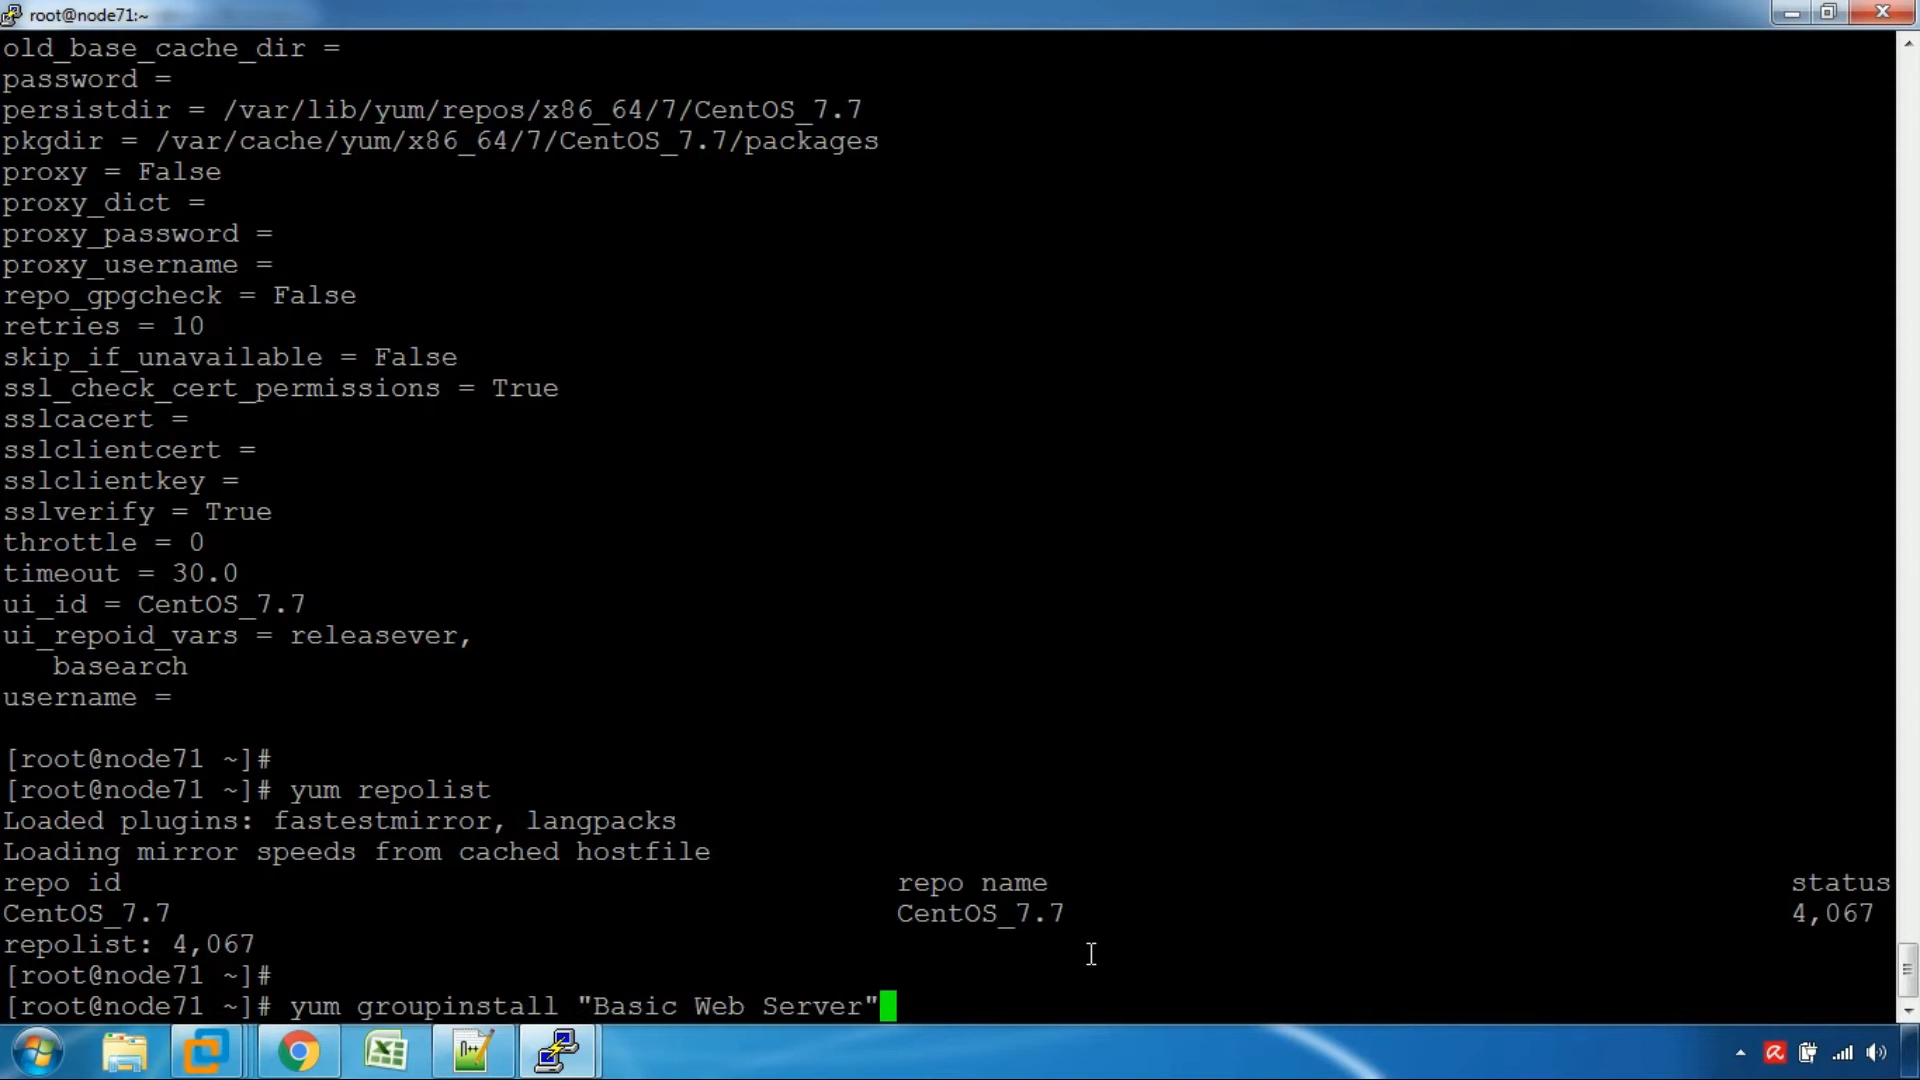 root@node71:~
old_base_cache_dir =
password =
persistdir = /var/lib/yum/repos/x86_64/7/CentOS_7.7
pkgdir = /var/cache/yum/x86_64/7/CentOS_7.7/packages
proxy = False
proxy_dict =
proxy_password =
proxy_username =
repo_gpgcheck = False
retries = 10
skip_if_unavailable = False
ssl_check_cert_permissions = True
sslcacert =
sslclientcert =
sslclientkey =
sslverify = True
throttle = 0
timeout = 30.0
ui_id = CentOS_7.7
ui_repoid_vars = releasever,
   basearch
username =
[root@node71 ~]#
[root@node71 ~]# yum repolist
Loaded plugins: fastestmirror, langpacks
Loading mirror speeds from cached hostfile
repo id repo name status
CentOS_7.7 CentOS_7.7 4,067
repolist: 4,067
[root@node71 ~]#
[root@node71 ~]# yum groupinstall "Basic Web Server"